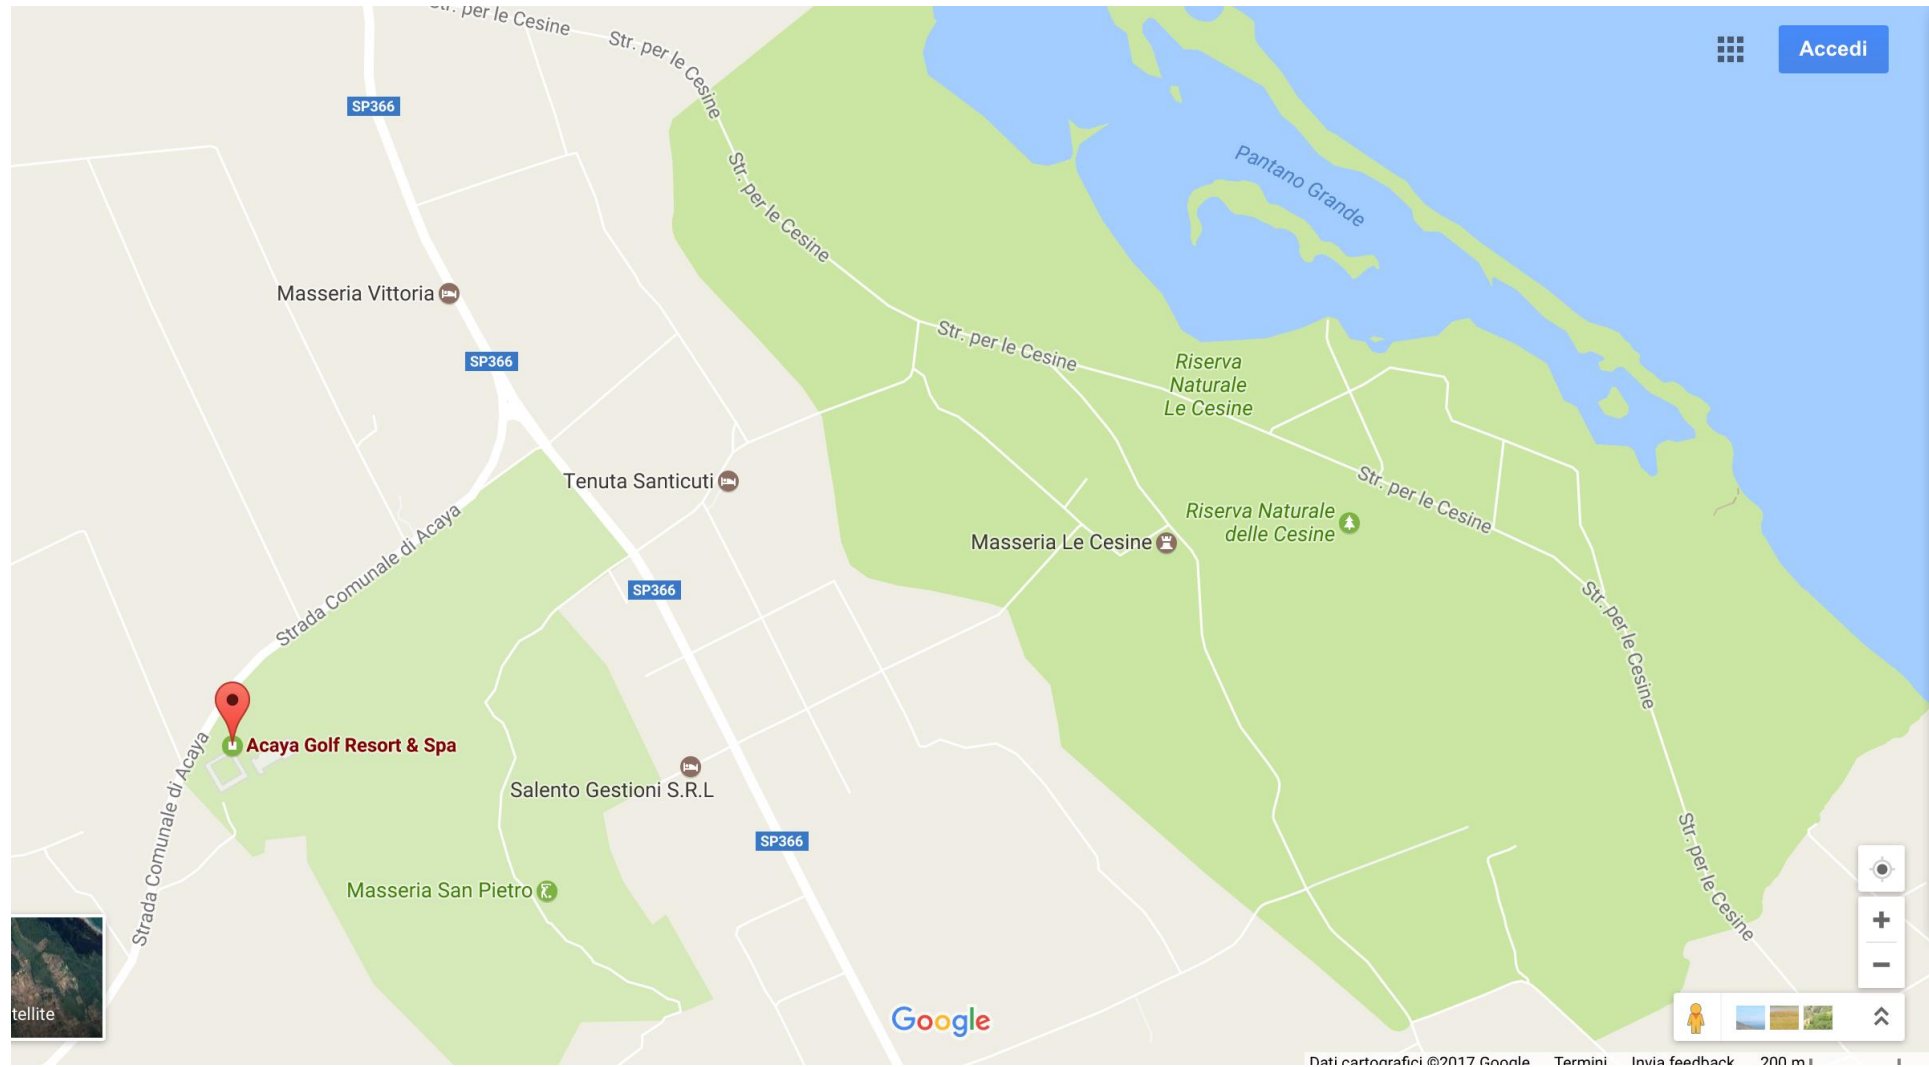 Str. per le Cesine
Str. per le Cesine
Accedi
SP366
Pantano Grande
Str. per le Cesine
Masseria Vittoria
Str. per le Cesine
SP366
Riserva
Naturale
Le Cesine
Tenuta Santicuti
Str. per le Cesine
Strada Comunale di Acaya
Riserva Naturale
delle Cesine
Masseria Le Cesine
SP366
Str. per le Cesine
Acaya Golf Resort & Spa
Strada Comunale di Acaya
Salento Gestioni S.R.L
SP366
Str. per le Cesine
Masseria San Pietro
tellite
Google
Dati cartografici ©2017 Google Termini Invia feedback 200 m